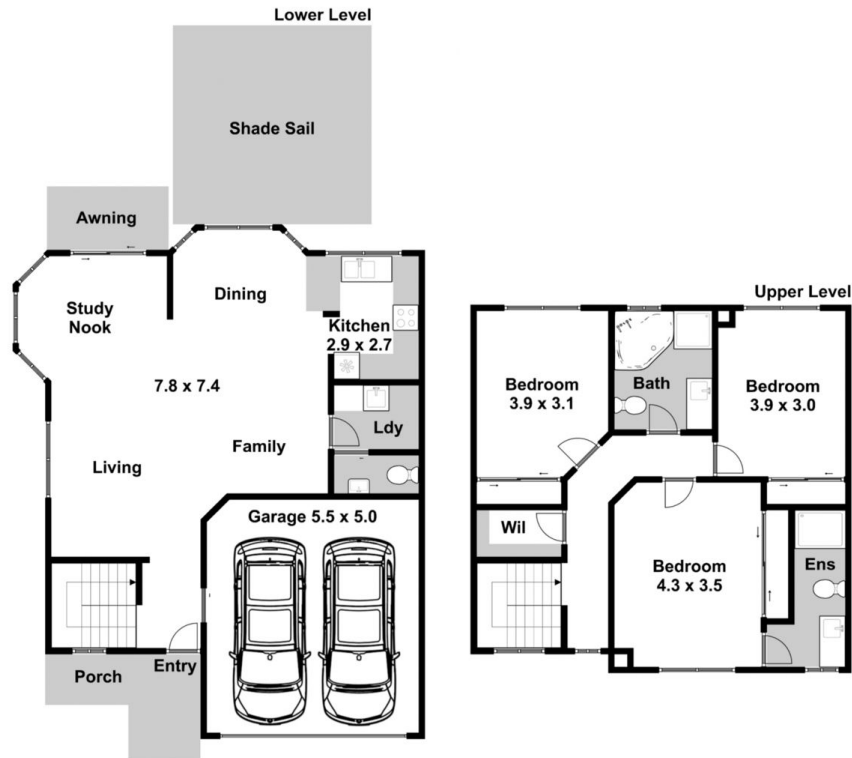 Lower Level
Shade Sail
Awning
Study
Nook
Dining
Kitchen
2.9 x 2.7
7.8 x 7.4
Ldy
Living
Family
Garage 5.5 x 5.0
Porch
Entry
Upper Level
Bedroom
3.9 x 3.1
Bath
Bedroom
3.9 x 3.0
Wil
Bedroom
4.3 x 3.5
Ens